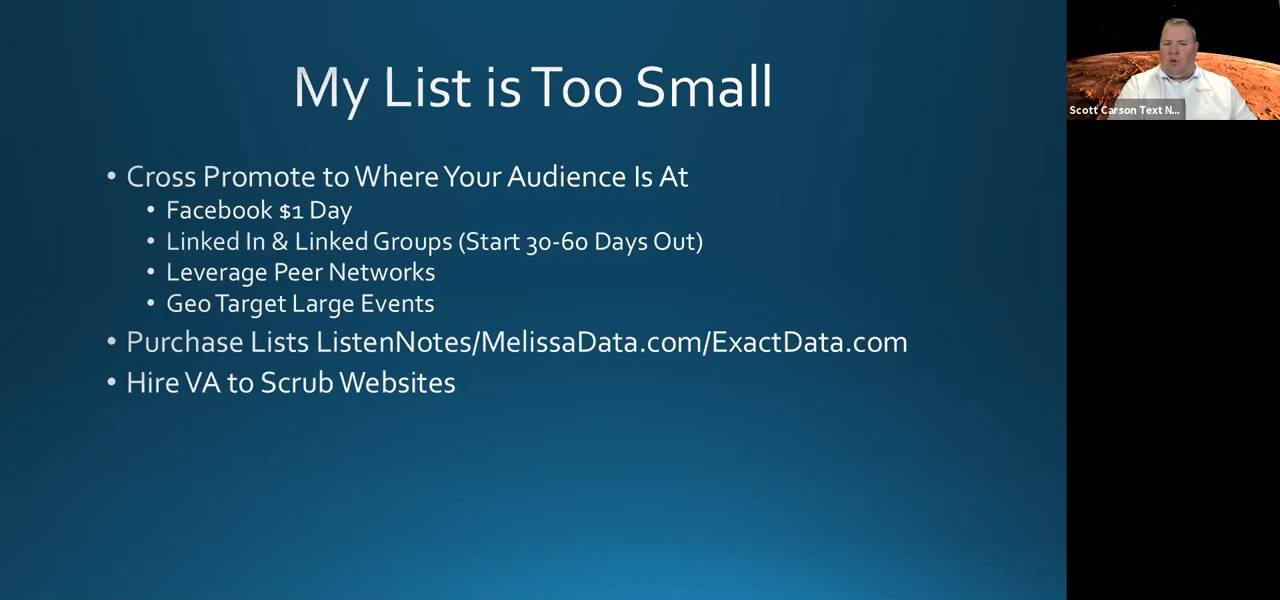 My List is Too Small
• Cross Promote to Where Your Audience Is At
• Facebook $1 Day
• Linked In & Linked Groups (Start 30-60 Days Out)
• Leverage Peer Networks
• Geo Target Large Events
• Purchase Lists ListenNotes/MelissaData.com/ExactData.com
• Hire VA to Scrub Websites
Scott Carson Text N...